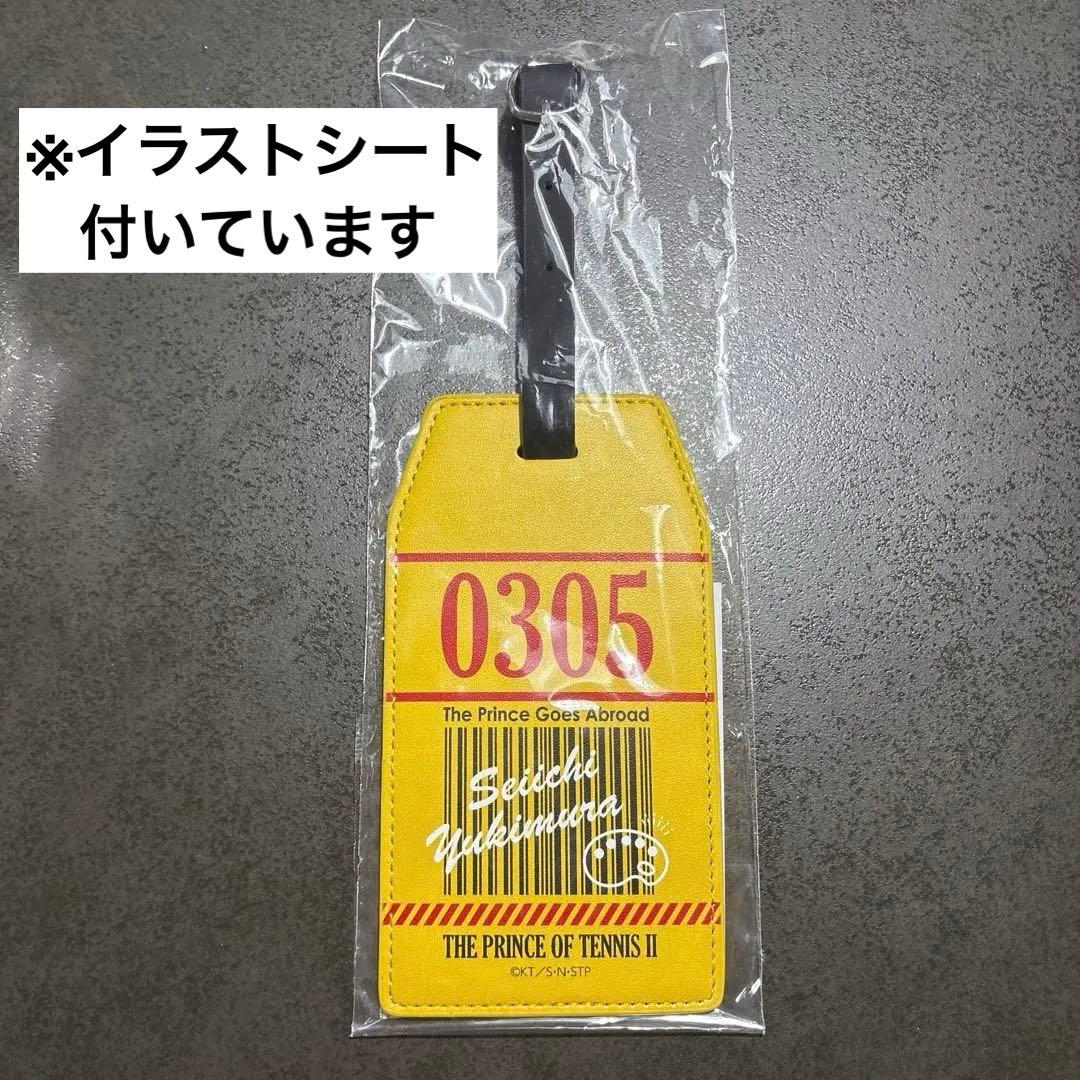 ※イラストシート
付いています
0305
The Prince Goes Abroad
Seiichi
Yukimura
THE PRINCE OF TENNIS II
©KT／S・N・STP